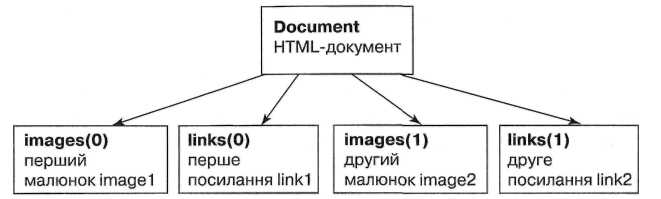 Document
HTML-документ
images(0)
перший
малюнок image1
links(0)
перше
посилання link1
images(1)
другий
малюнок image2
links(1)
друге
посилання link2